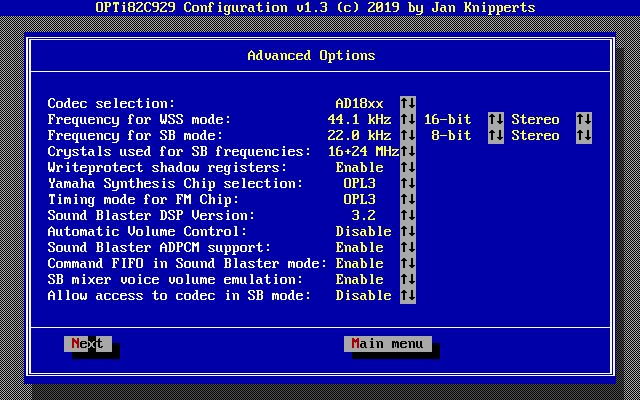 OPTi82C929 Configuration v1.3 (c) 2019 by Jan Knipperts
Advanced Options
Codec selection: AD18xx ↑↓
Frequency for WSS mode: 44.1 kHz ↑↓ 16-bit ↑↓ Stereo ↑↓
Frequency for SB mode: 22.0 kHz ↑↓ 8-bit ↑↓ Stereo ↑↓
Crystals used for SB frequencies: 16+24 MHz ↑↓
Writeprotect shadow registers: Enable ↑↓
Yamaha Synthesis Chip selection: OPL3 ↑↓
Timing mode for FM Chip: OPL3 ↑↓
Sound Blaster DSP Version: 3.2 ↑↓
Automatic Volume Control: Disable ↑↓
Sound Blaster ADPCM support: Enable ↑↓
Command FIFO in Sound Blaster mode: Enable ↑↓
SB mixer voice volume emulation: Enable ↑↓
Allow access to codec in SB mode: Disable ↑↓
Next Main menu